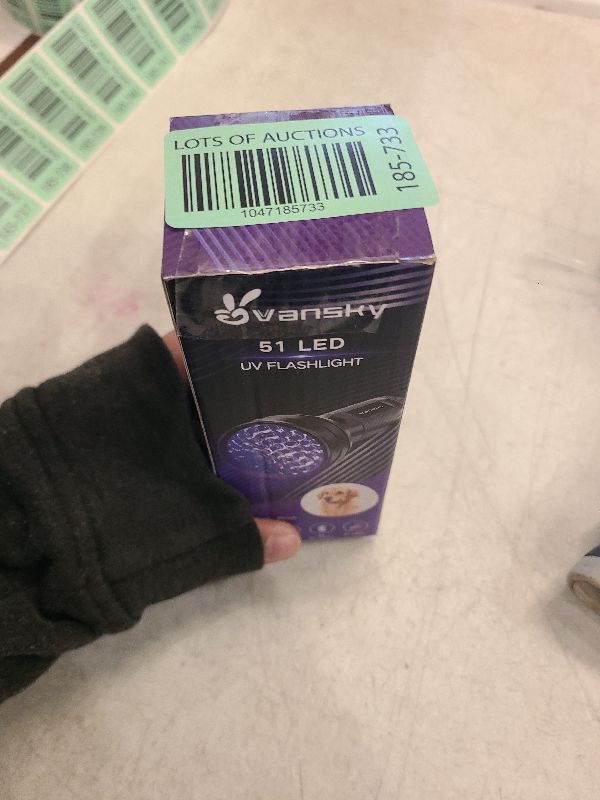 LOTS OF AUCTIONS
1047185733
185-733
vansky
51 LED
UV FLASHLIGHT